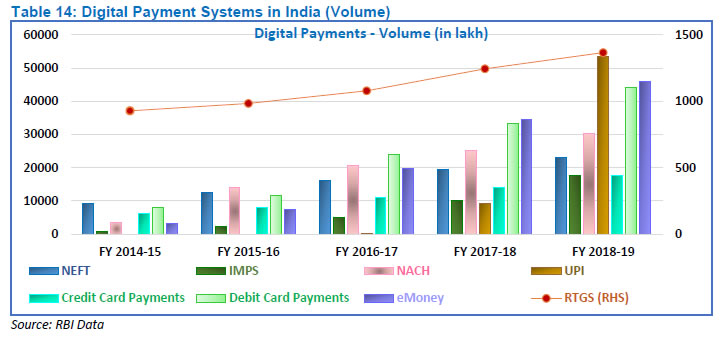 Table 14: Digital Payment Systems in India (Volume)
Digital Payments - Volume (in lakh)
60000
50000
40000
30000
20000
10000
0
1500
1000
500
0
FY 2014-15 FY 2015-16 FY 2016-17 FY 2017-18 FY 2018-19
NEFT IMPS NACH UPI
Credit Card Payments Debit Card Payments eMoney RTGS (RHS)
Source: RBI Data